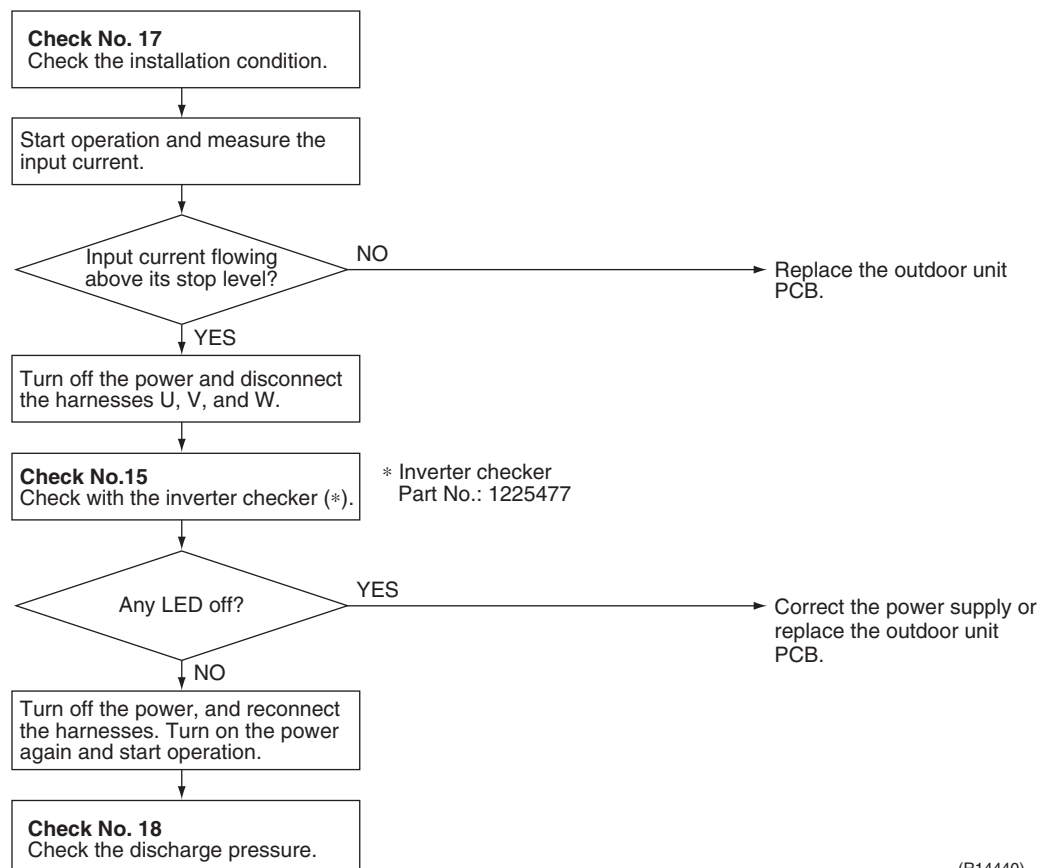 Check No. 17
Check the installation condition.
Start operation and measure the
input current.
Input current flowing
above its stop level?
NO
Replace the outdoor unit
PCB.
YES
Turn off the power and disconnect
the harnesses U, V, and W.
Check No.15
Check with the inverter checker (*).
* Inverter checker
Part No.: 1225477
Any LED off?
YES
Correct the power supply or
replace the outdoor unit
PCB.
NO
Turn off the power, and reconnect
the harnesses. Turn on the power
again and start operation.
Check No. 18
Check the discharge pressure.